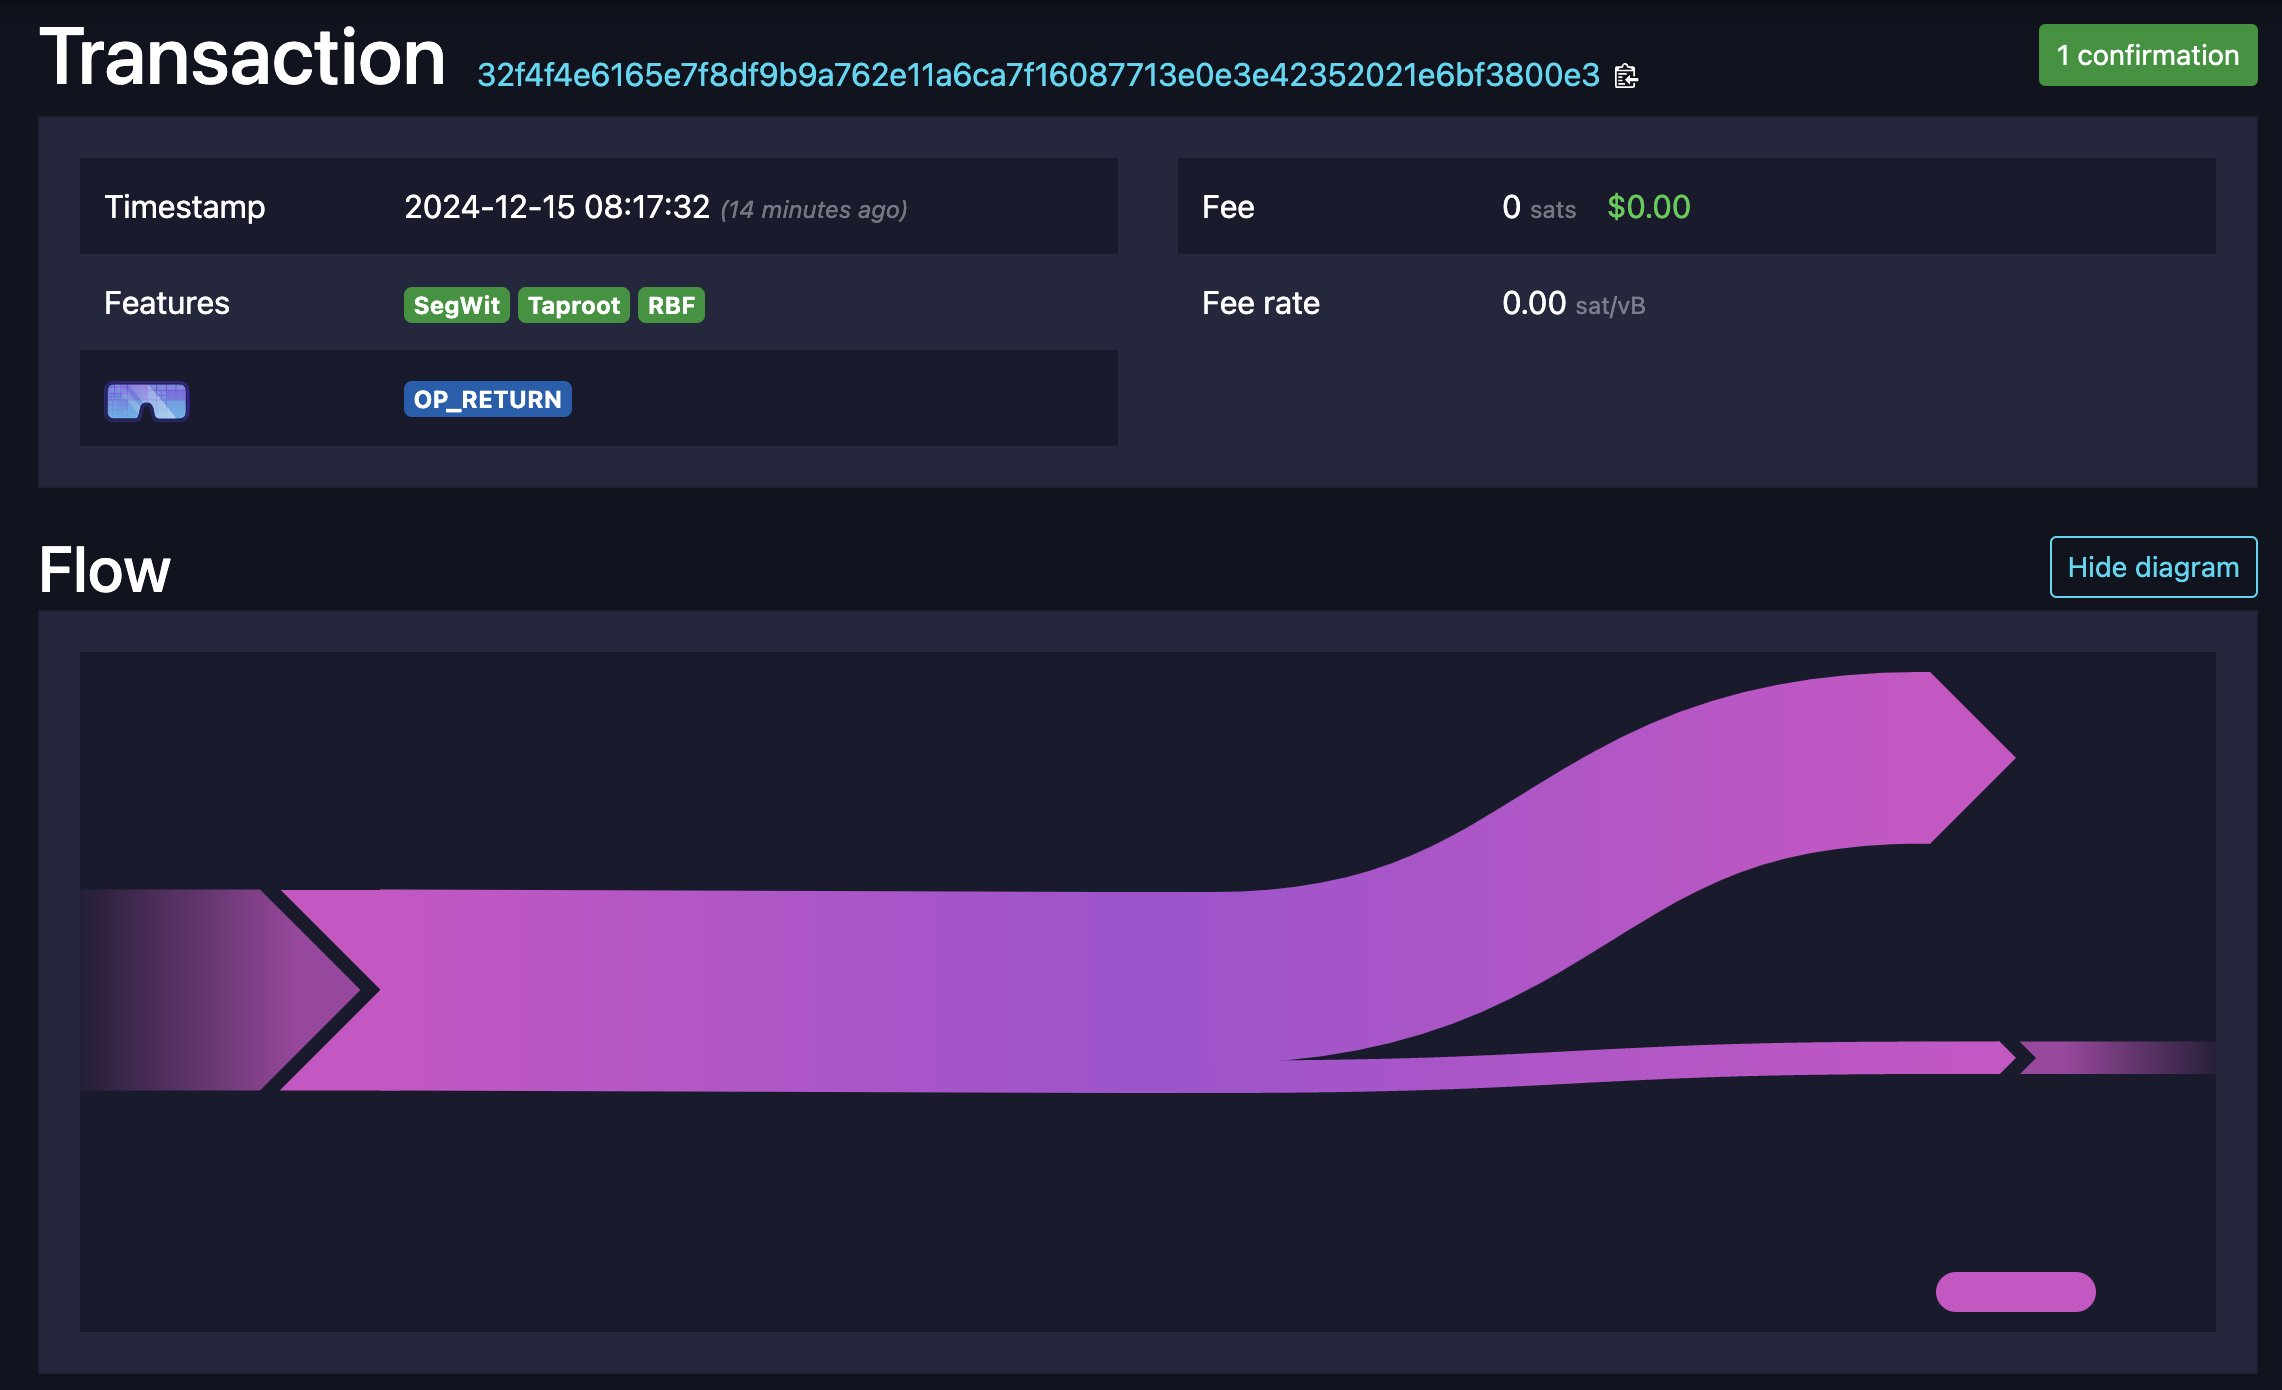 Transaction 32f4f4e6165e7f8df9b9a762e11a6ca7f16087713e0e3e42352021e6bf3800e3
1 confirmation
Timestamp 2024-12-15 08:17:32 (14 minutes ago)
Fee 0 sats $0.00
Features SegWit Taproot RBF
Fee rate 0.00 sat/vB
OP_RETURN
Flow
Hide diagram